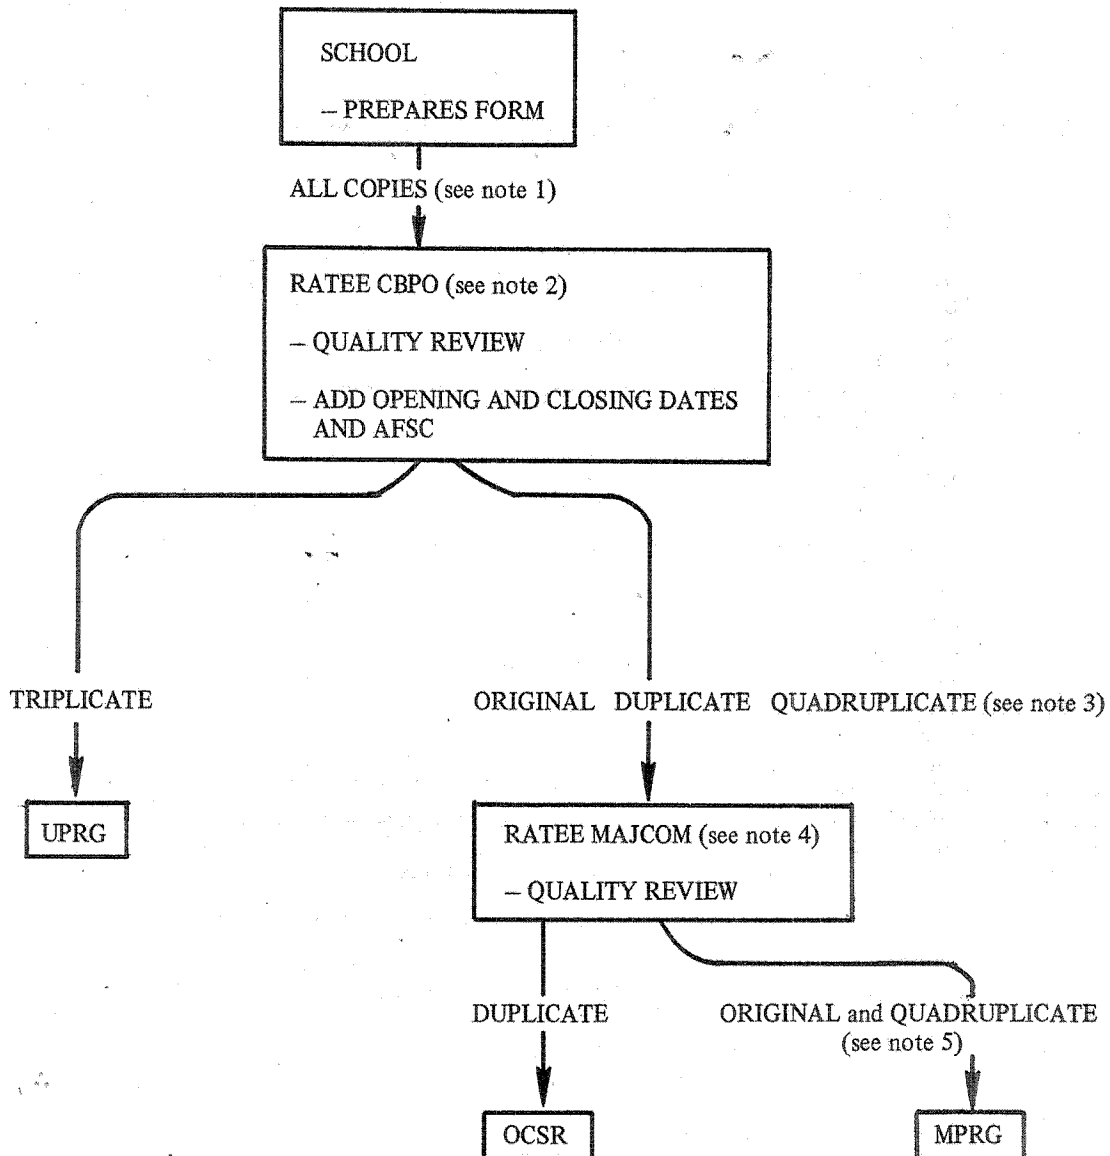 SCHOOL
– PREPARES FORM
ALL COPIES (see note 1)
RATEE CBPO (see note 2)
– QUALITY REVIEW
– ADD OPENING AND CLOSING DATES
AND AFSC
TRIPLICATE
ORIGINAL DUPLICATE QUADRUPLICATE (see note 3)
UPRG
RATEE MAJCOM (see note 4)
– QUALITY REVIEW
DUPLICATE
ORIGINAL and QUADRUPLICATE
(see note 5)
OCSR
MPRG